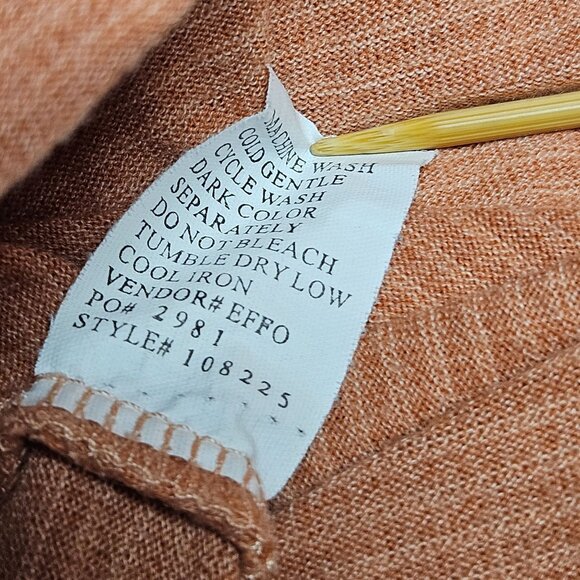 MACHINE WASH
COLD GENTLE
CYCLE WASH
DARK COLOR
SEPARATELY
DO NOT BLEACH
TUMBLE DRY LOW
COOL IRON
VENDOR# EFFO
PO# 2981
STYLE# 108225